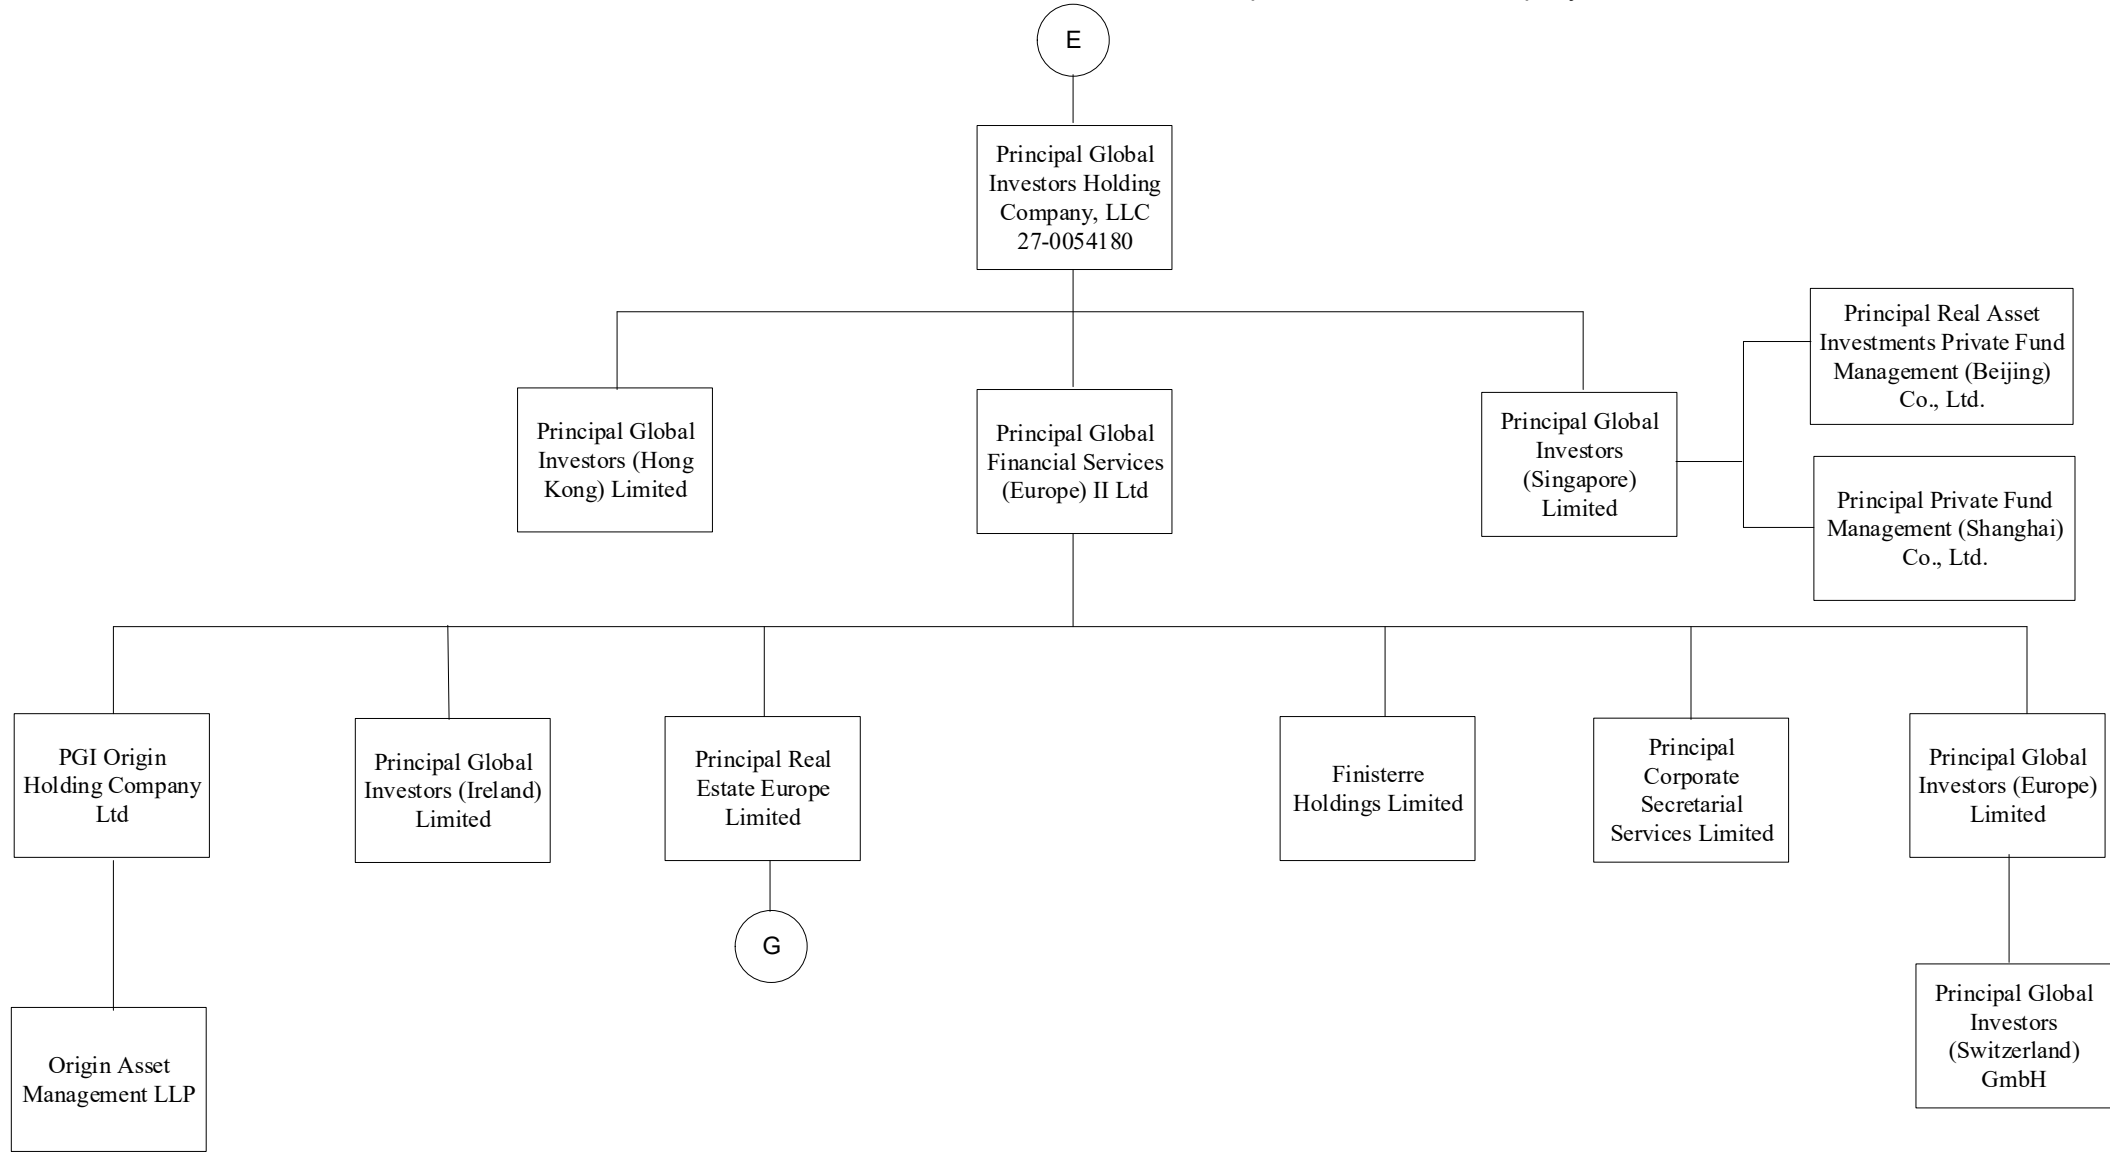 E
Principal Global
Investors Holding
Company, LLC
27-0054180
Principal Real Asset
Investments Private Fund
Management (Beijing)
Co., Ltd.
Principal Global
Investors (Hong
Kong) Limited
Principal Global
Financial Services
(Europe) II Ltd
Principal Global
Investors
(Singapore)
Limited
Principal Private Fund
Management (Shanghai)
Co., Ltd.
PGI Origin
Holding Company
Ltd
Principal Global
Investors (Ireland)
Limited
Principal Real
Estate Europe
Limited
Finisterre
Holdings Limited
Principal
Corporate
Secretarial
Services Limited
Principal Global
Investors (Europe)
Limited
G
Origin Asset
Management LLP
Principal Global
Investors
(Switzerland)
GmbH